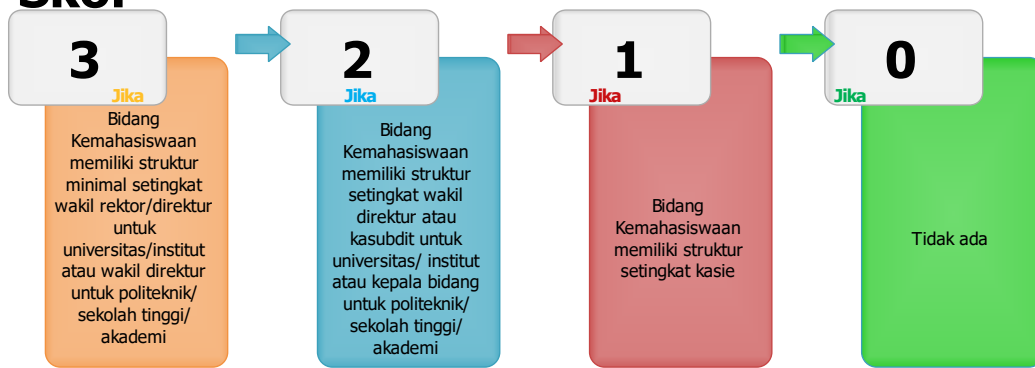 Skor
3
Jika
Bidang
Kemahasiswaan
memiliki struktur
minimal setingkat
wakil rektor/direktur
untuk
universitas/institut
atau wakil direktur
untuk politeknik/
sekolah tinggi/
akademi
2
Jika
Bidang
Kemahasiswaan
memiliki struktur
setingkat wakil
direktur atau
kasubdit untuk
universitas/ institut
atau kepala bidang
untuk politeknik/
sekolah tinggi/
akademi
1
Jika
Bidang
Kemahasiswaan
memiliki struktur
setingkat kasie
0
Jika
Tidak ada